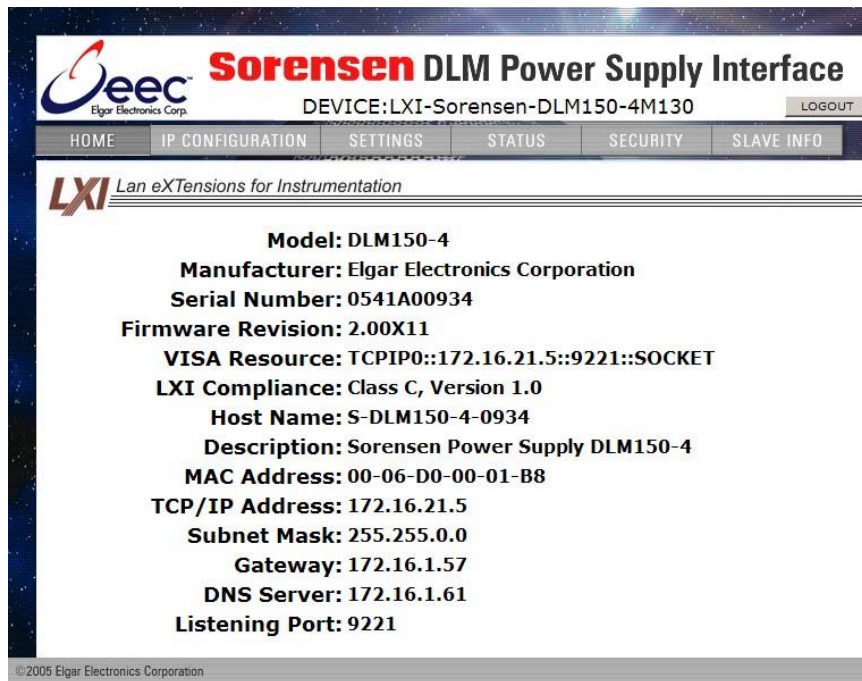 eec™ Sorensen DLM Power Supply Interface
Elgar Electronics Corp.
DEVICE:LXI-Sorensen-DLM150-4M130
LOGOUT
HOME IP CONFIGURATION SETTINGS STATUS SECURITY SLAVE INFO
LXI Lan eXTensions for Instrumentation
Model: DLM150-4
Manufacturer: Elgar Electronics Corporation
Serial Number: 0541A00934
Firmware Revision: 2.00X11
VISA Resource: TCPIP0::172.16.21.5::9221::SOCKET
LXI Compliance: Class C, Version 1.0
Host Name: S-DLM150-4-0934
Description: Sorensen Power Supply DLM150-4
MAC Address: 00-06-D0-00-01-B8
TCP/IP Address: 172.16.21.5
Subnet Mask: 255.255.0.0
Gateway: 172.16.1.57
DNS Server: 172.16.1.61
Listening Port: 9221
©2005 Elgar Electronics Corporation